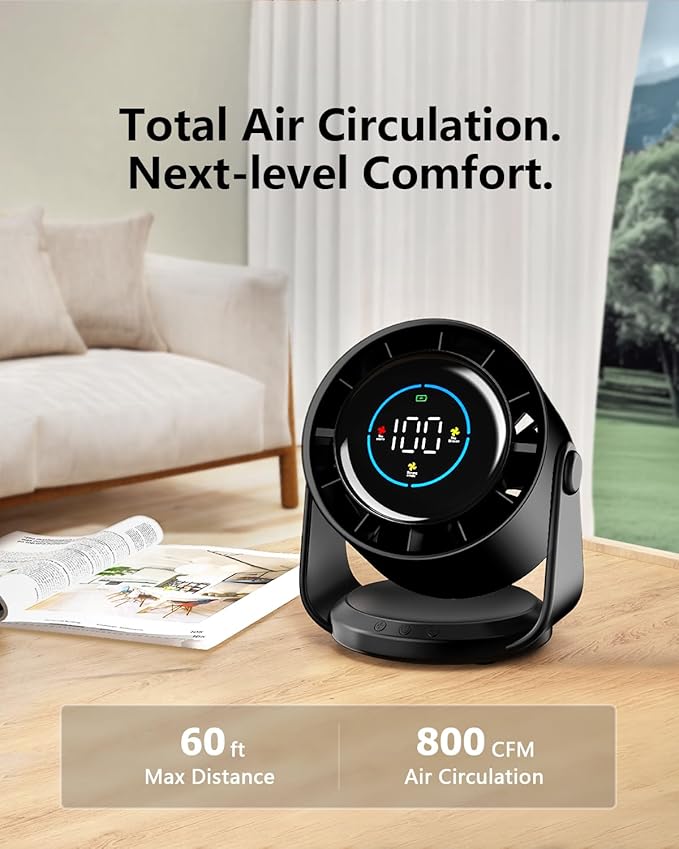 Total Air Circulation.
Next-level Comfort.
100
60 ft
Max Distance
800 CFM
Air Circulation